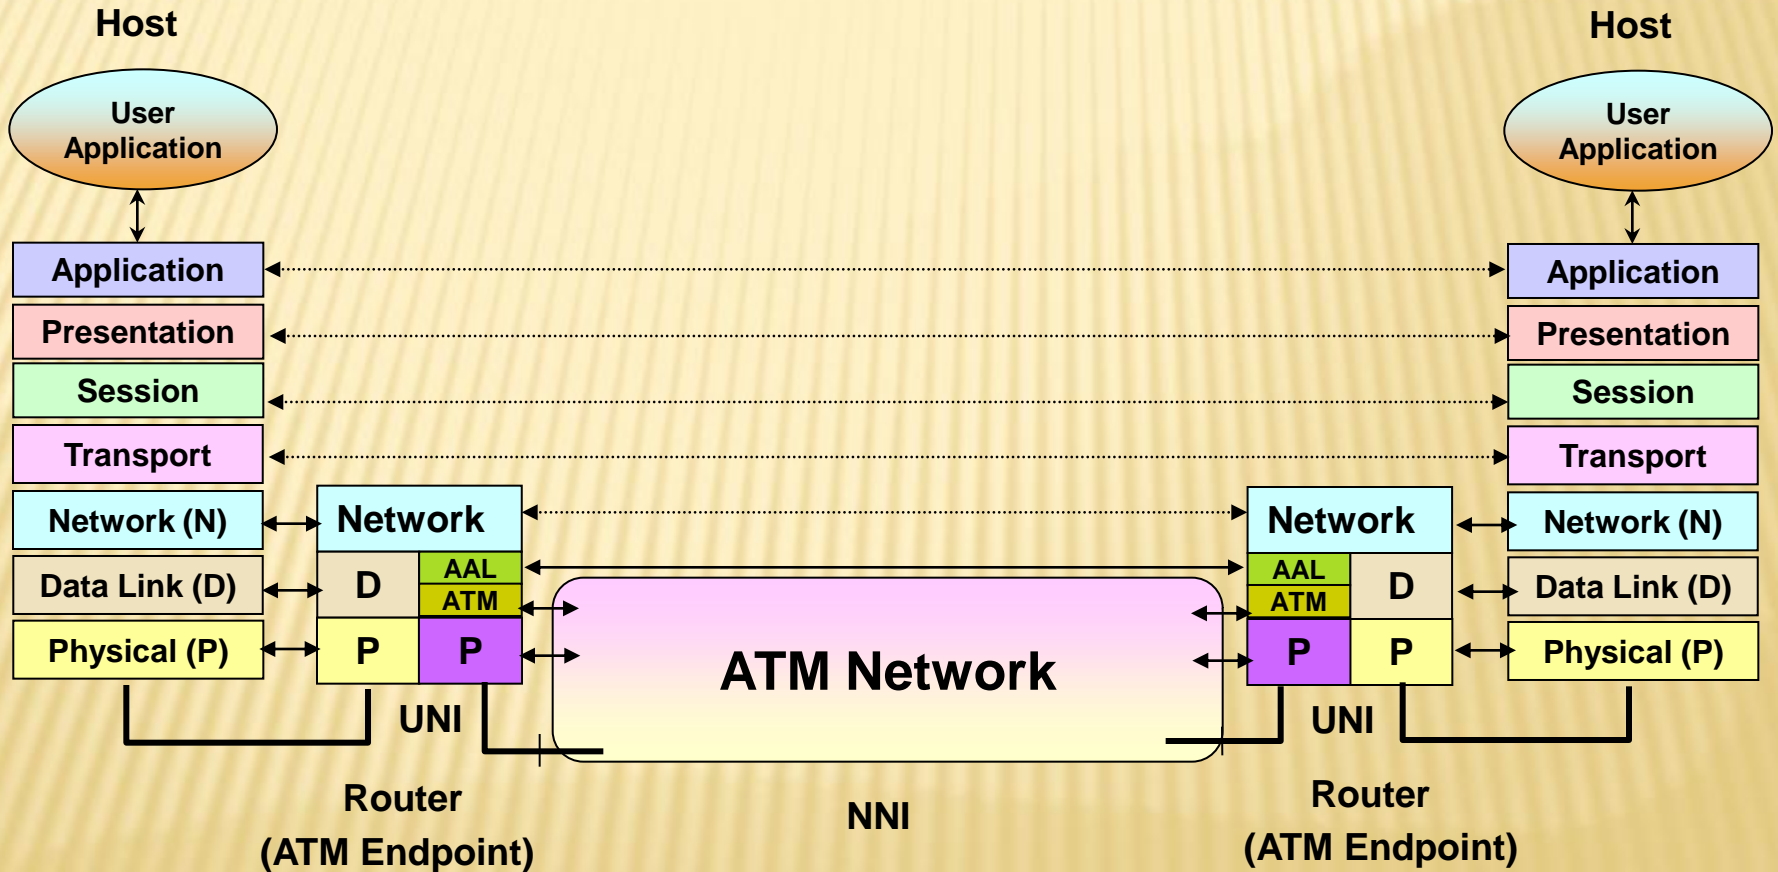 Host
Host
User
Application
User
Application
Application
Application
Presentation
Presentation
Session
Session
Transport
Transport
Network (N)
Network
Network
Network (N)
Data Link (D)
D
AAL
ATM
AAL
ATM
D
Data Link (D)
Physical (P)
P
P
ATM Network
P
P
Physical (P)
UNI
UNI
Router
(ATM Endpoint)
NNI
Router
(ATM Endpoint)